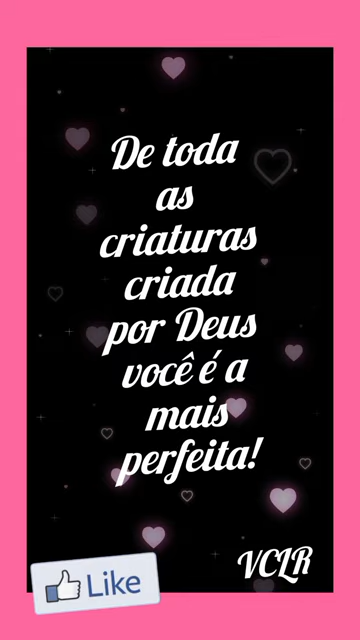 De toda
as
criaturas
criada
por Deus
você é a
mais
perfeita!
VCLR
Like